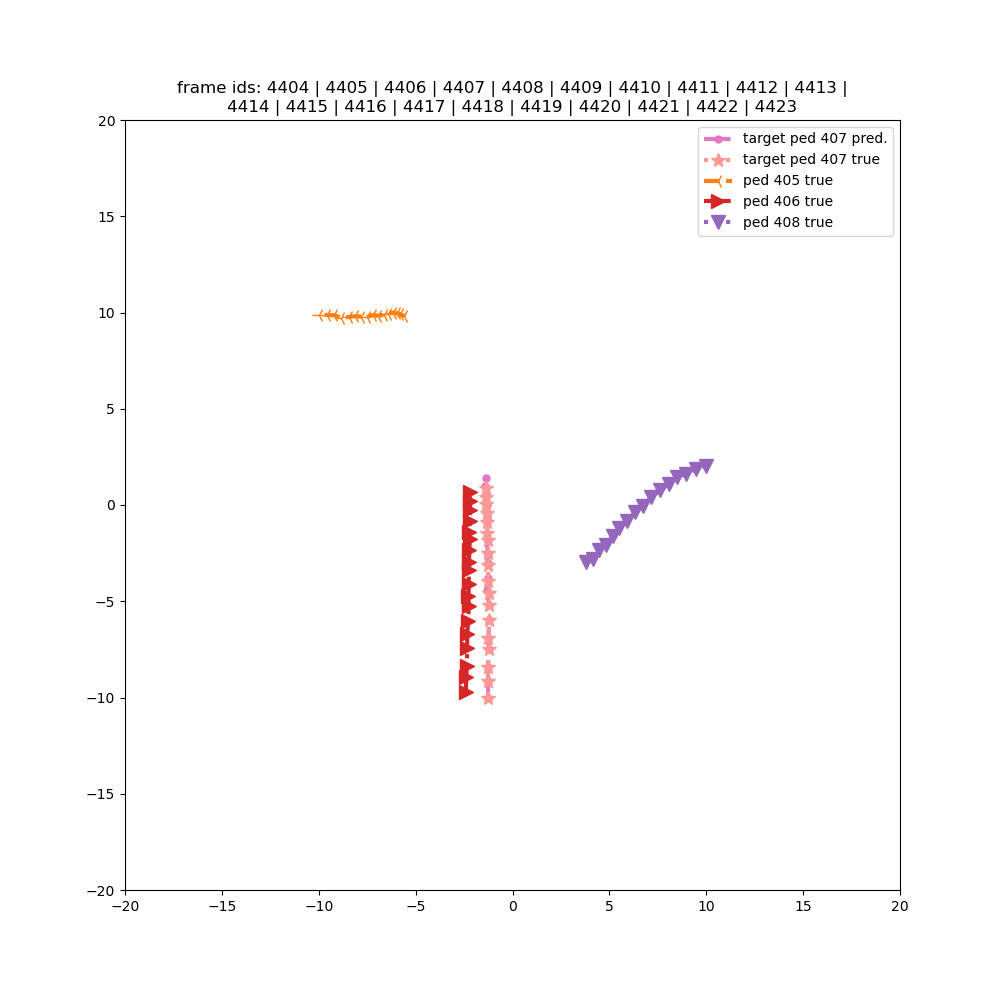 frame ids: 4404 | 4405 | 4406 | 4407 | 4408 | 4409 | 4410 | 4411 | 4412 | 4413 |
4414 | 4415 | 4416 | 4417 | 4418 | 4419 | 4420 | 4421 | 4422 | 4423
target ped 407 pred.
target ped 407 true
ped 405 true
ped 406 true
ped 408 true
20
15
10
5
0
−5
−10
−15
−20
−20 −15 −10 −5 0 5 10 15 20